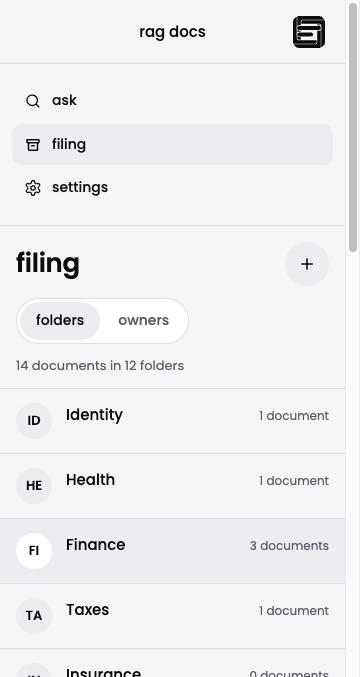 rag docs
ask
filing
settings
filing
folders owners
14 documents in 12 folders
ID Identity 1 document
HE Health 1 document
FI Finance 3 documents
TA Taxes 1 document
Insurance 0 documents